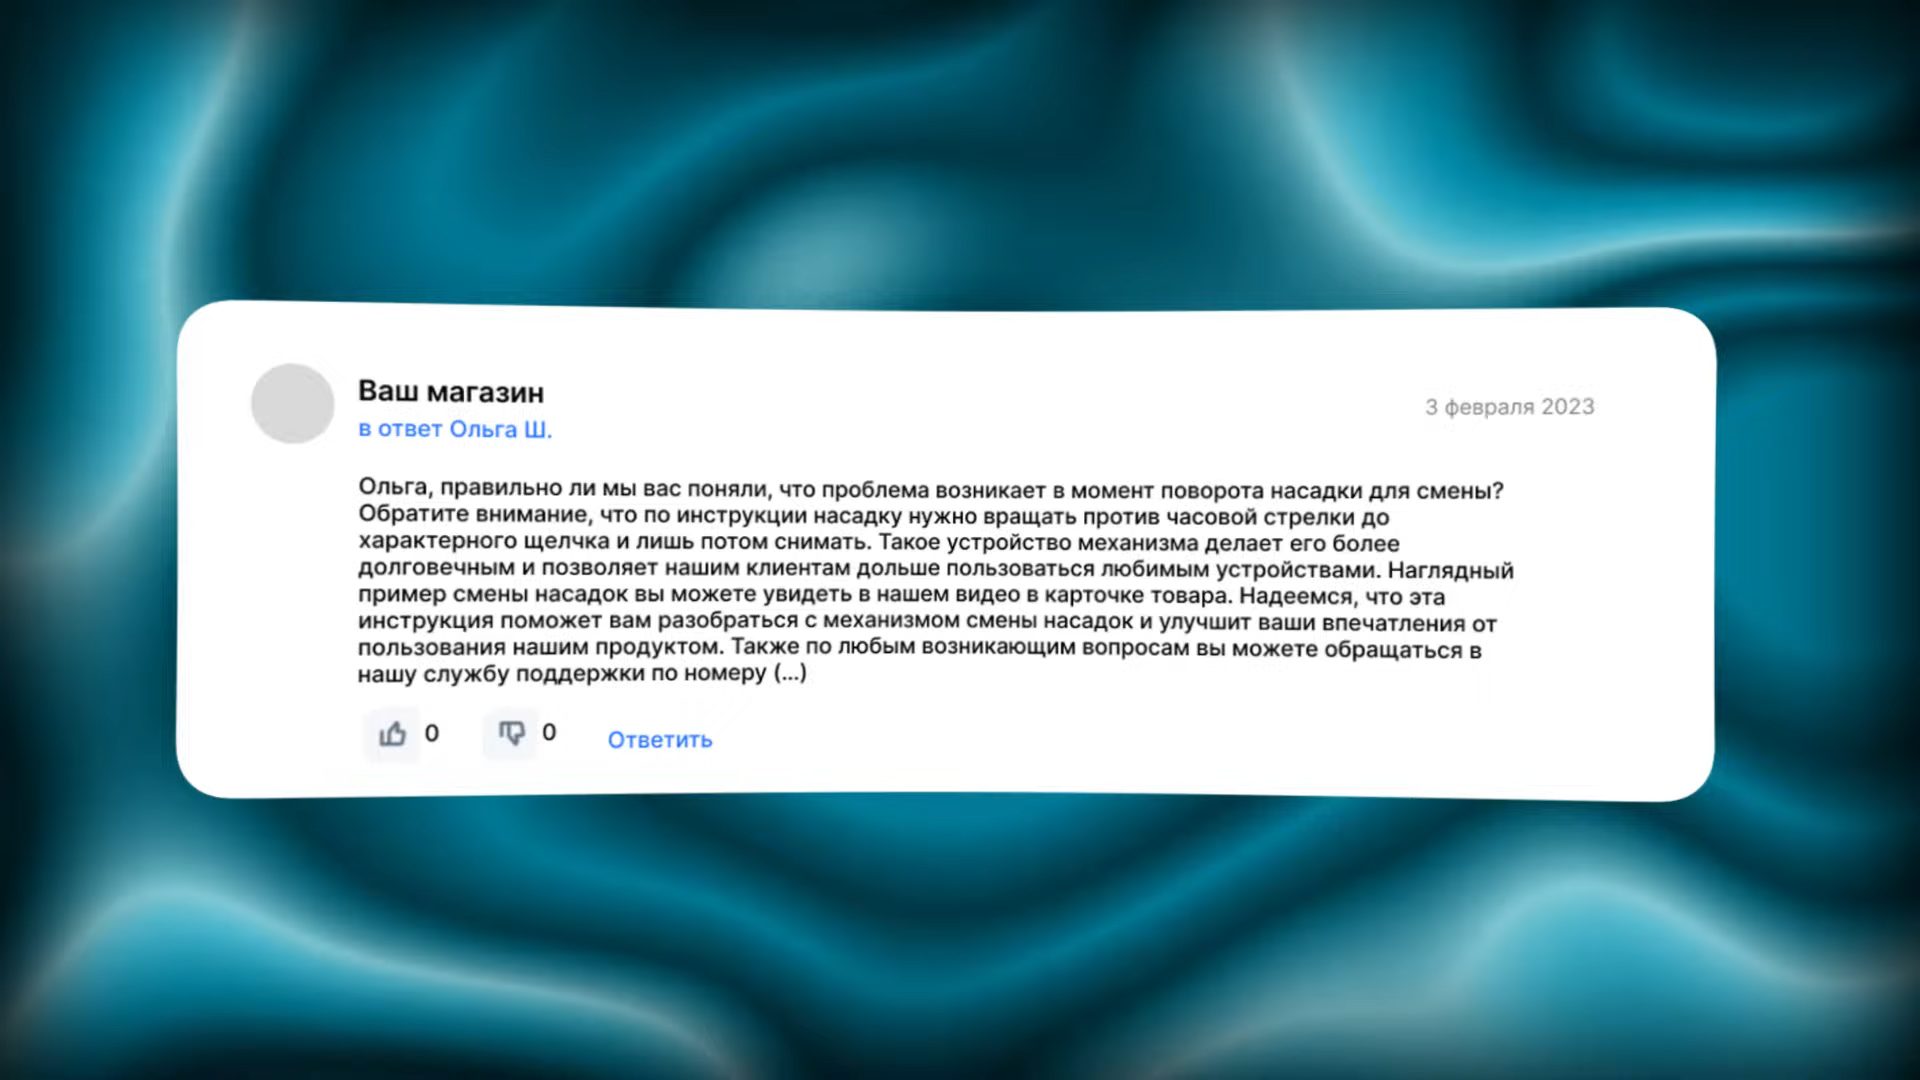 Ваш магазин
3 февраля 2023
в ответ Ольга Ш.
Ольга, правильно ли мы вас поняли, что проблема возникает в момент поворота насадки для смены?
Обратите внимание, что по инструкции насадку нужно вращать против часовой стрелки до
характерного щелчка и лишь потом снимать. Такое устройство механизма делает его более
долговечным и позволяет нашим клиентам дольше пользоваться любимым устройствами. Наглядный
пример смены насадок вы можете увидеть в нашем видео в карточке товара. Надеемся, что эта
инструкция поможет вам разобраться с механизмом смены насадок и улучшит ваши впечатления от
пользования нашим продуктом. Также по любым возникающим вопросам вы можете обращаться в
нашу службу поддержки по номеру (...)
0 0 Ответить